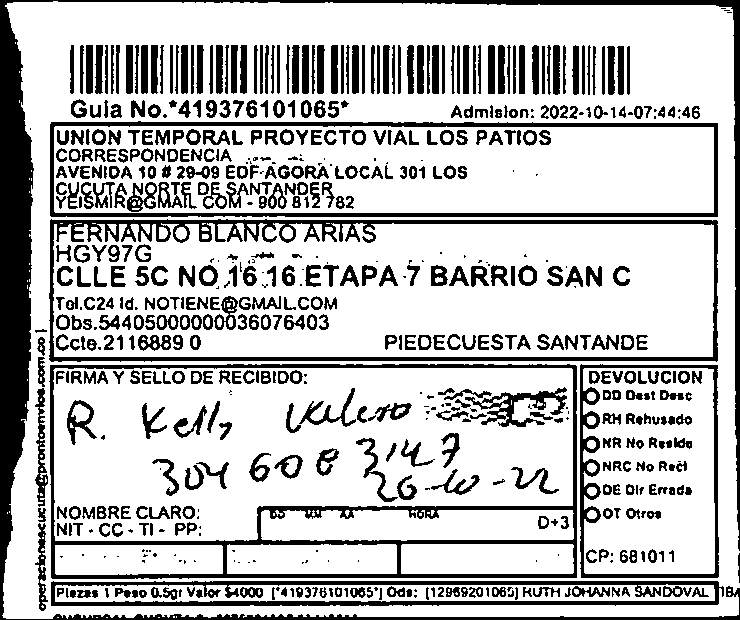 Guia No.*419376101065*
Admision: 2022-10-14-07:44:46
UNION TEMPORAL PROYECTO VIAL LOS PATIOS
CORRESPONDENCIA
AVENIDA 10 # 29-09 EDF AGORA LOCAL 301 LOS
CUCUTA NORTE DE SANTANDER
YEISMIR@GMAIL COM - 900 812 782
FERNANDO BLANCO ARIAS
HGY97G
CLLE 5C NO 16 16 ETAPA 7 BARRIO SAN C
Tel.C24 Id. NOTIENE@GMAIL.COM
Obs.54405000000036076403
Ccte.2116889 0 PIEDECUESTA SANTANDE
FIRMA Y SELLO DE RECIBIDO:
R. Kelly Valero
304 608 3147
26-10-22
NOMBRE CLARO:
NIT - CC - TI - PP:
DD MM AA HORA
D+3
DEVOLUCION
DD Dest Desc
RH Rehusado
NR No Reside
NRC No Recl
DE Dir Errada
OT Otros
CP: 681011
operacionescucuta@prontoenvios.com.co
Piezas 1 Peso 0.5gr Valor $4000 [*419376101065*] Ods: [12969201065] RUTH JOHANNA SANDOVAL